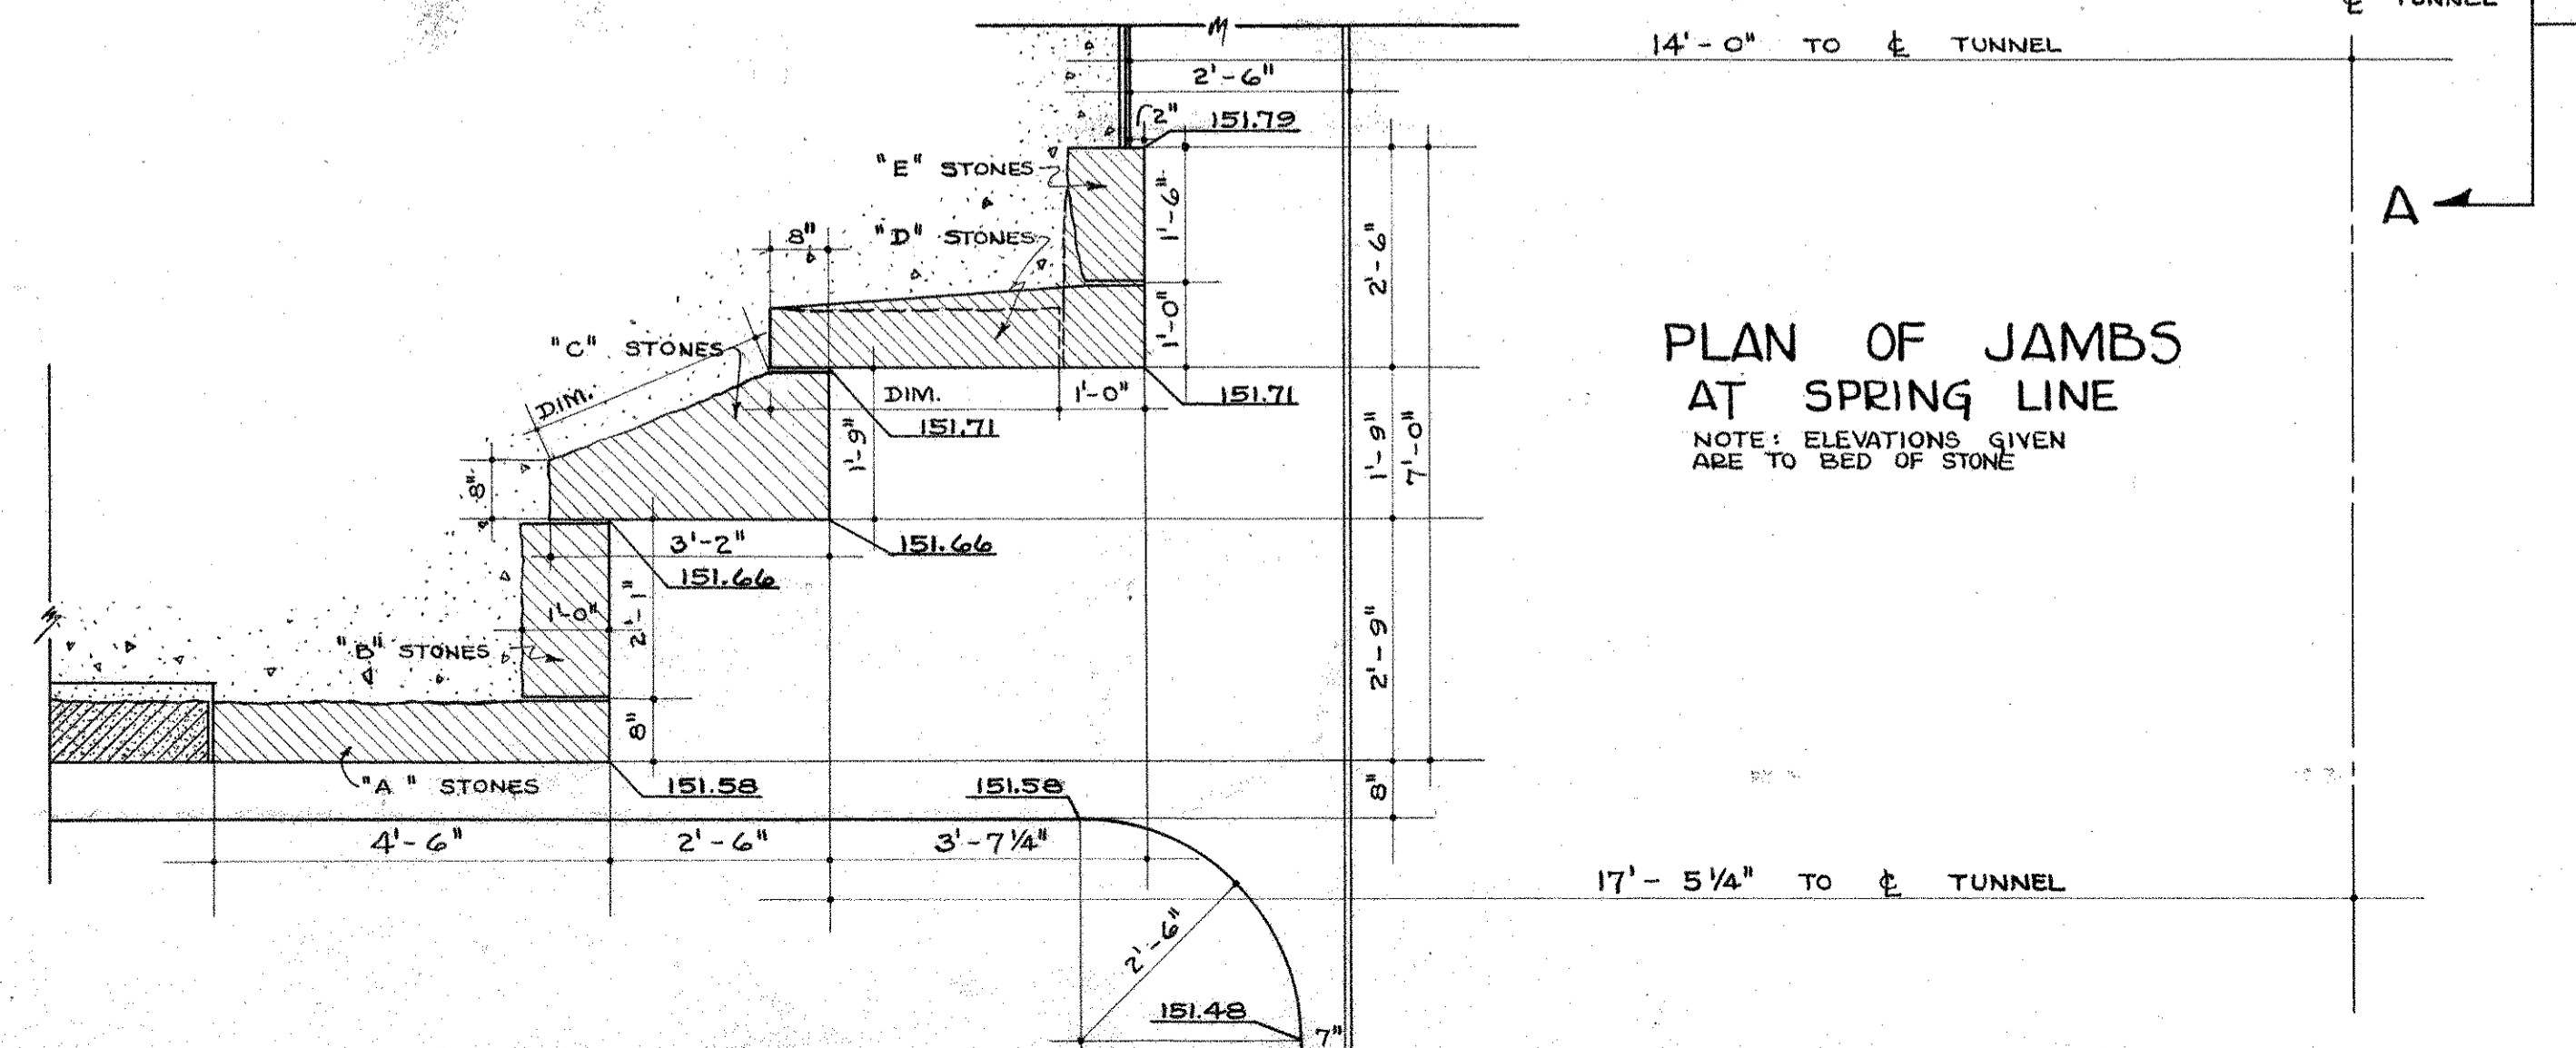 ℄ TUNNEL
14'-0" TO ℄ TUNNEL
2'-6"
2"
151.79
"E" STONES
1'-6"
A
8"
"D" STONES
2'-6"
1'-0"
PLAN OF JAMBS
AT SPRING LINE
NOTE: ELEVATIONS GIVEN
ARE TO BED OF STONE
"C" STONES
DIM.
DIM.
1'-0"
151.71
151.71
1'-9"
1'-9"
7'-0"
8"
3'-2"
151.66
151.66
1'-0"
2'-1"
2'-9"
"B" STONES
8"
"A" STONES
151.58
151.58
8"
4'-6"
2'-6"
3'-7 1/4"
17'-5 1/4" TO ℄ TUNNEL
2'-6"
151.48
7"